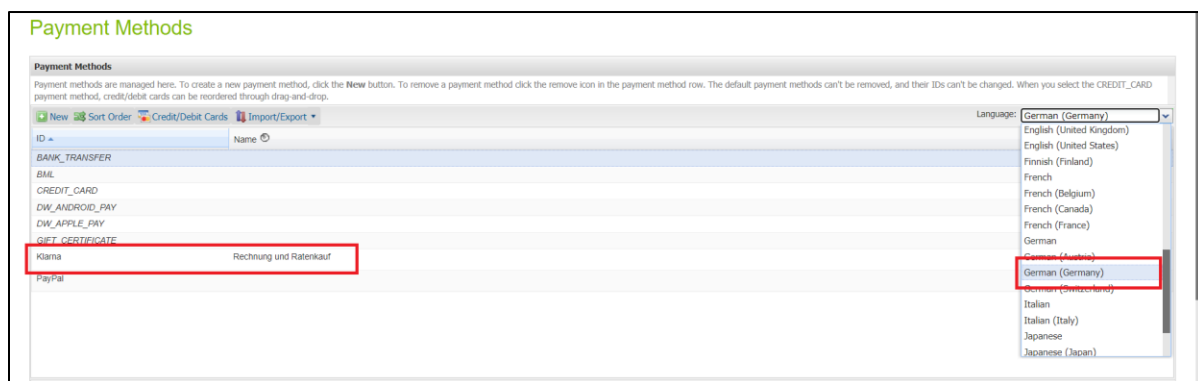 Payment Methods
Payment Methods
Payment methods are managed here. To create a new payment method, click the New button. To remove a payment method click the remove icon in the payment method row. The default payment methods can't be removed, and their IDs can't be changed. When you select the CREDIT_CARD
payment method, credit/debit cards can be reordered through drag-and-drop.
New Sort Order Credit/Debit Cards Import/Export Language: German (Germany)
ID Name
BANK_TRANSFER
BML
CREDIT_CARD
DW_ANDROID_PAY
DW_APPLE_PAY
GIFT_CERTIFICATE
Klarna Rechnung und Ratenkauf
PayPal
English (United Kingdom)
English (United States)
Finnish (Finland)
French
French (Belgium)
French (Canada)
French (France)
German
German (Austria)
German (Germany)
German (Switzerland)
Italian
Italian (Italy)
Japanese
Japanese (Japan)